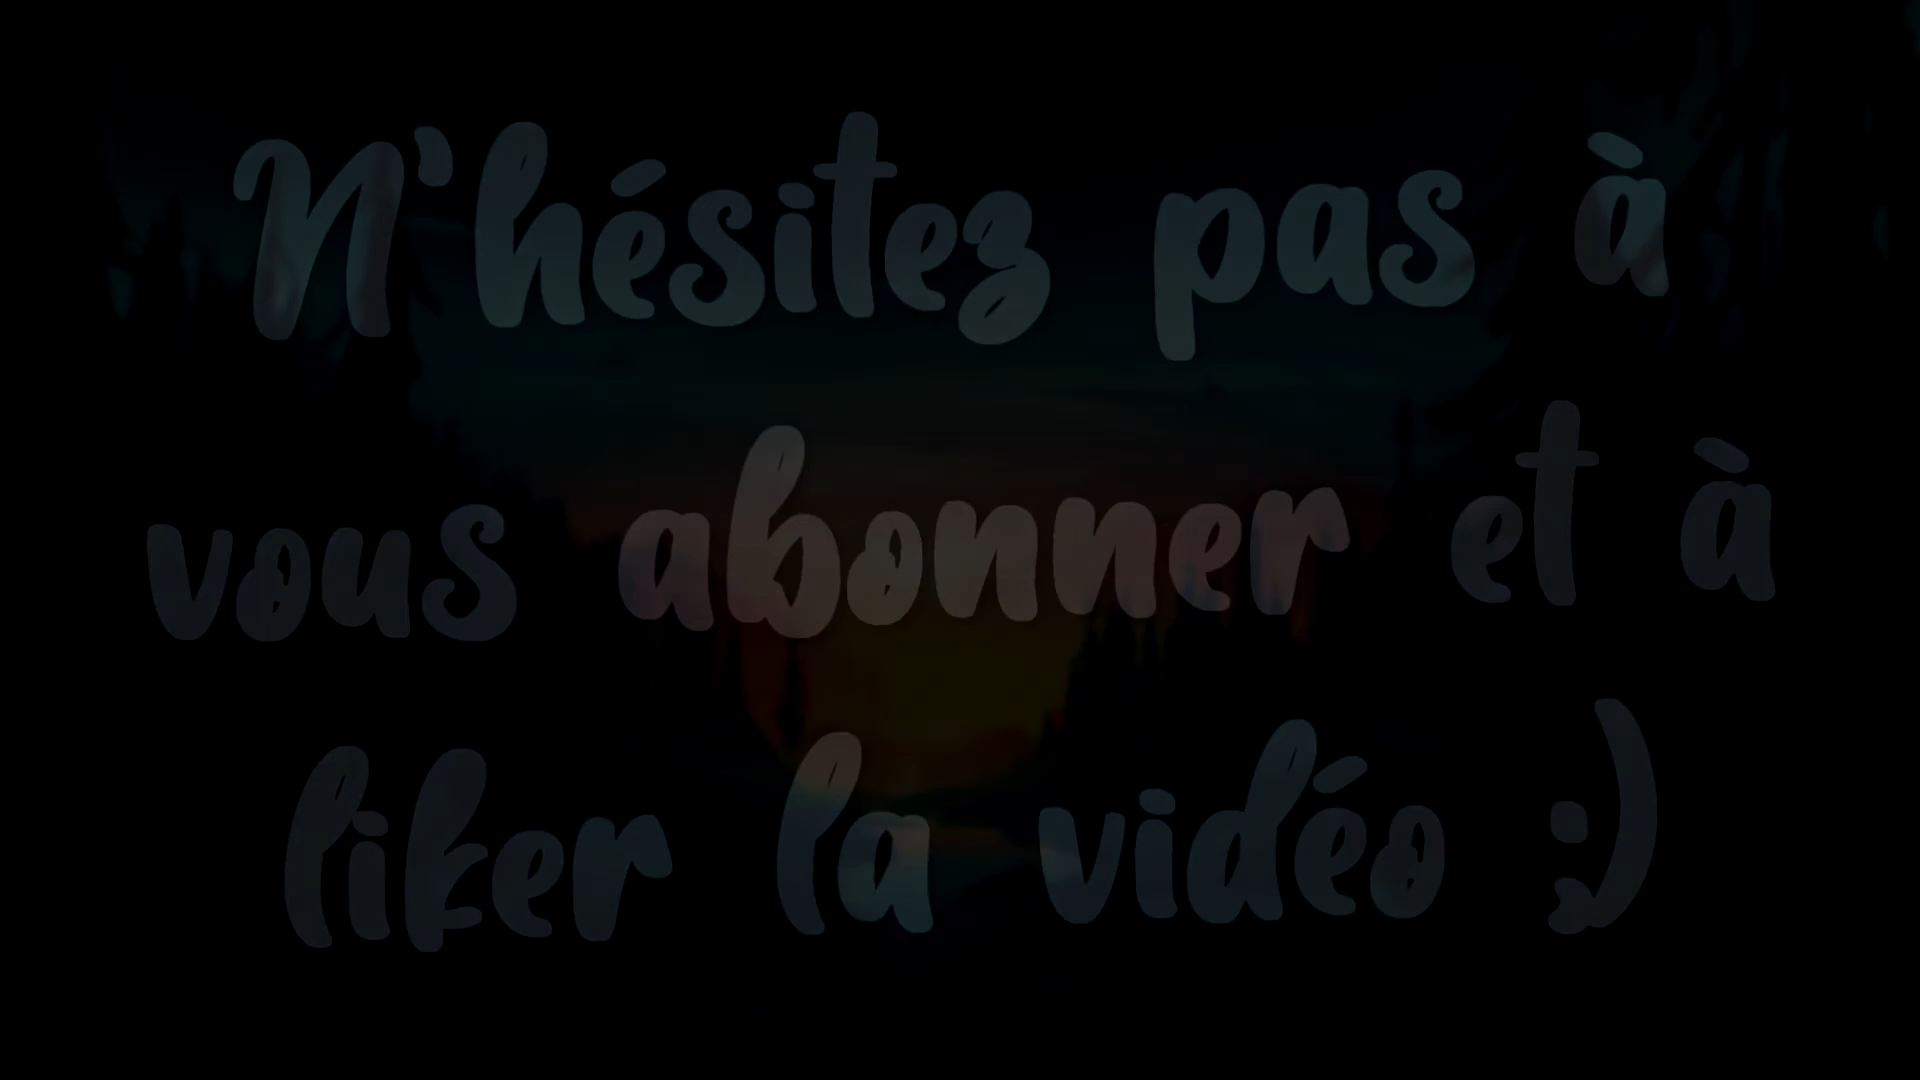 N'hésitez pas à
vous abonner et à
liker la vidéo ;)